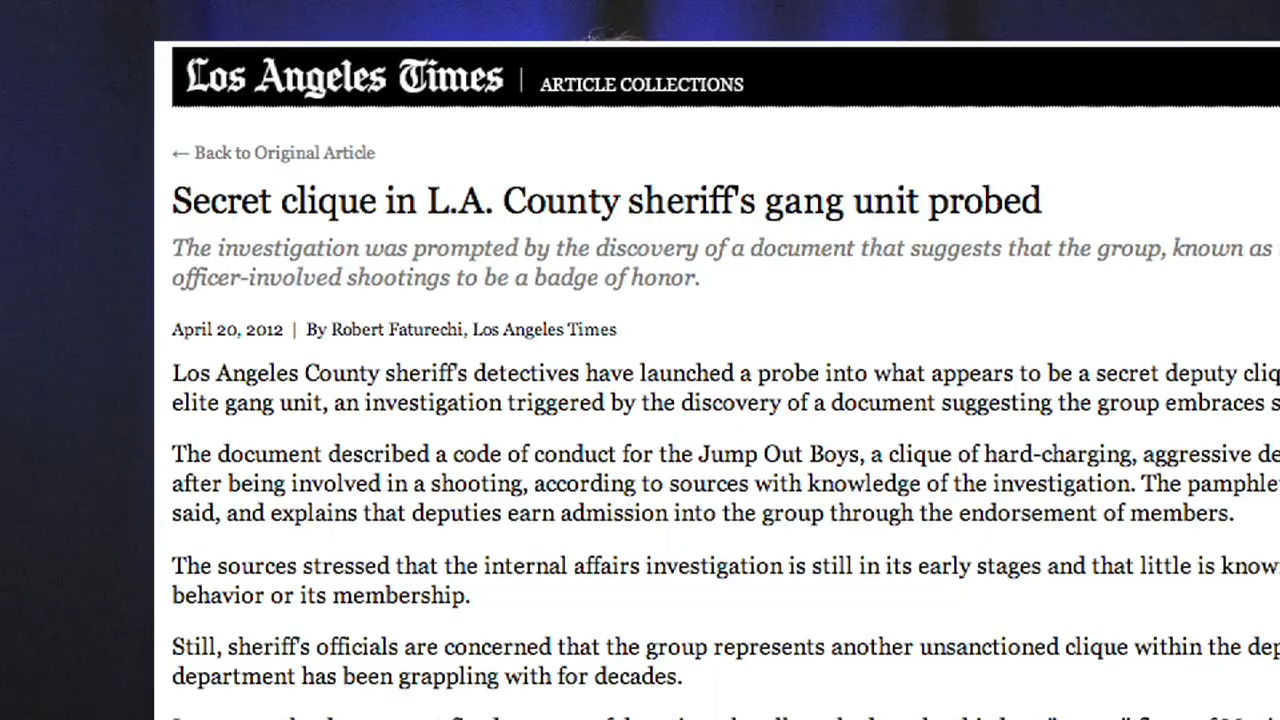 Los Angeles Times | ARTICLE COLLECTIONS
← Back to Original Article
Secret clique in L.A. County sheriff's gang unit probed
The investigation was prompted by the discovery of a document that suggests that the group, known as
officer-involved shootings to be a badge of honor.
April 20, 2012 | By Robert Faturechi, Los Angeles Times
Los Angeles County sheriff's detectives have launched a probe into what appears to be a secret deputy cliq
elite gang unit, an investigation triggered by the discovery of a document suggesting the group embraces s
The document described a code of conduct for the Jump Out Boys, a clique of hard-charging, aggressive de
after being involved in a shooting, according to sources with knowledge of the investigation. The pamphle
said, and explains that deputies earn admission into the group through the endorsement of members.
The sources stressed that the internal affairs investigation is still in its early stages and that little is know
behavior or its membership.
Still, sheriff's officials are concerned that the group represents another unsanctioned clique within the dep
department has been grappling with for decades.